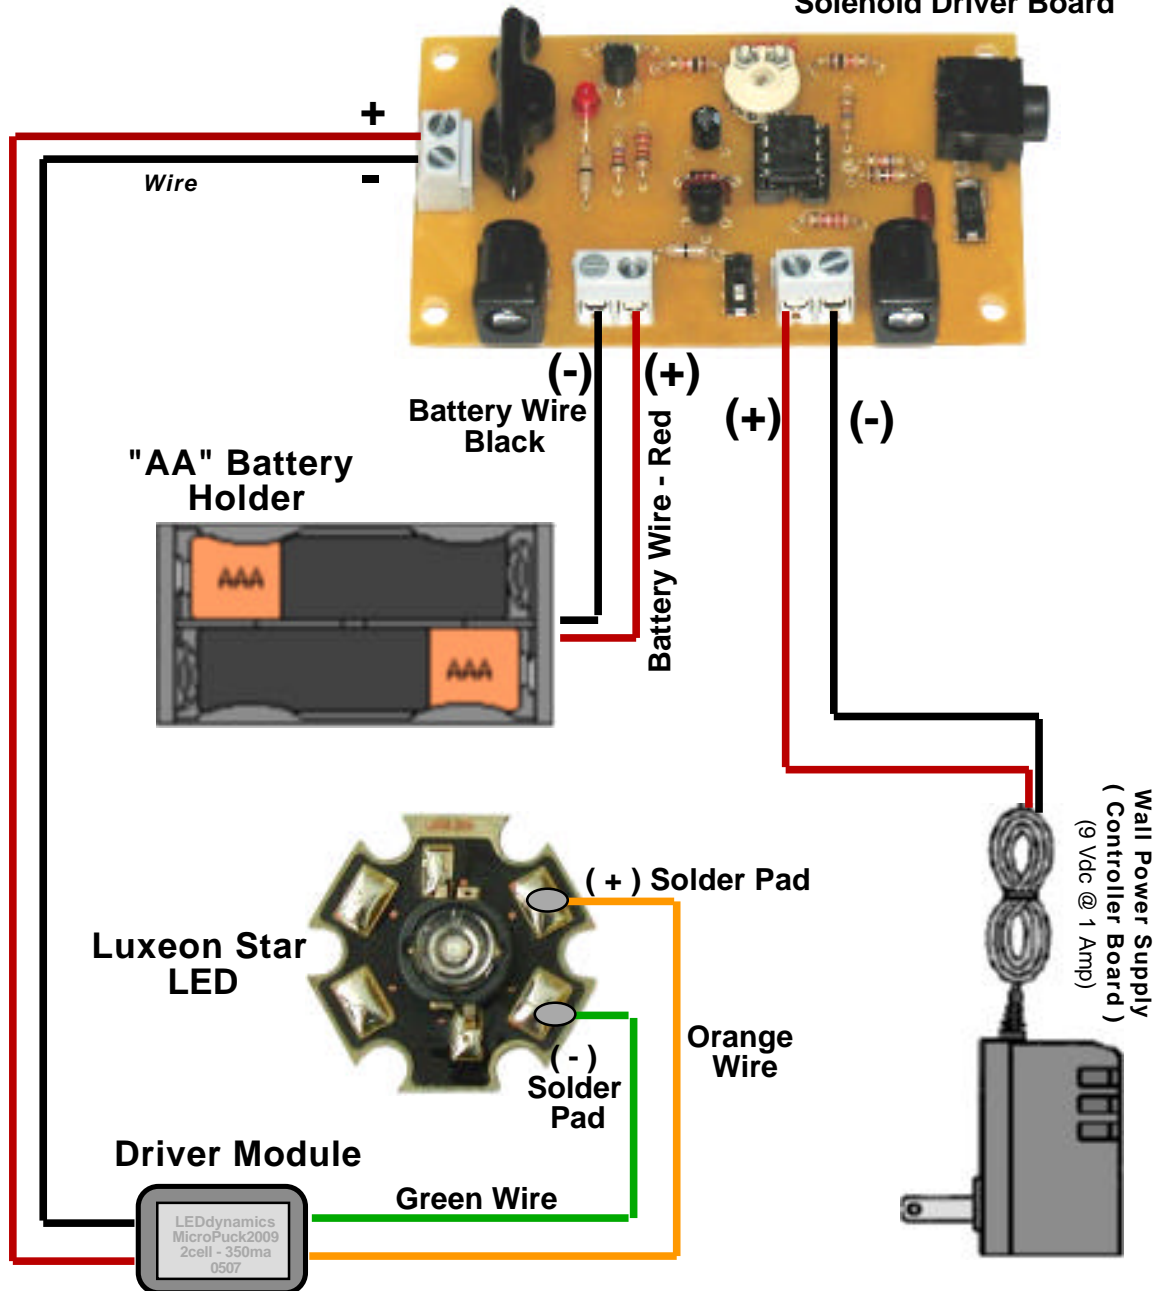 Solenoid Driver Board
+
-
Wire
(-)
(+)
Battery Wire
Black
Battery Wire - Red
(+)
(-)
"AA" Battery
Holder
AAA
AAA
Wall Power Supply
( Controller Board )
(9 Vdc @ 1 Amp)
( + ) Solder Pad
Luxeon Star
LED
( - )
Solder
Pad
Orange
Wire
Driver Module
Green Wire
LEDdynamics
MicroPuck2009
2cell - 350ma
0507